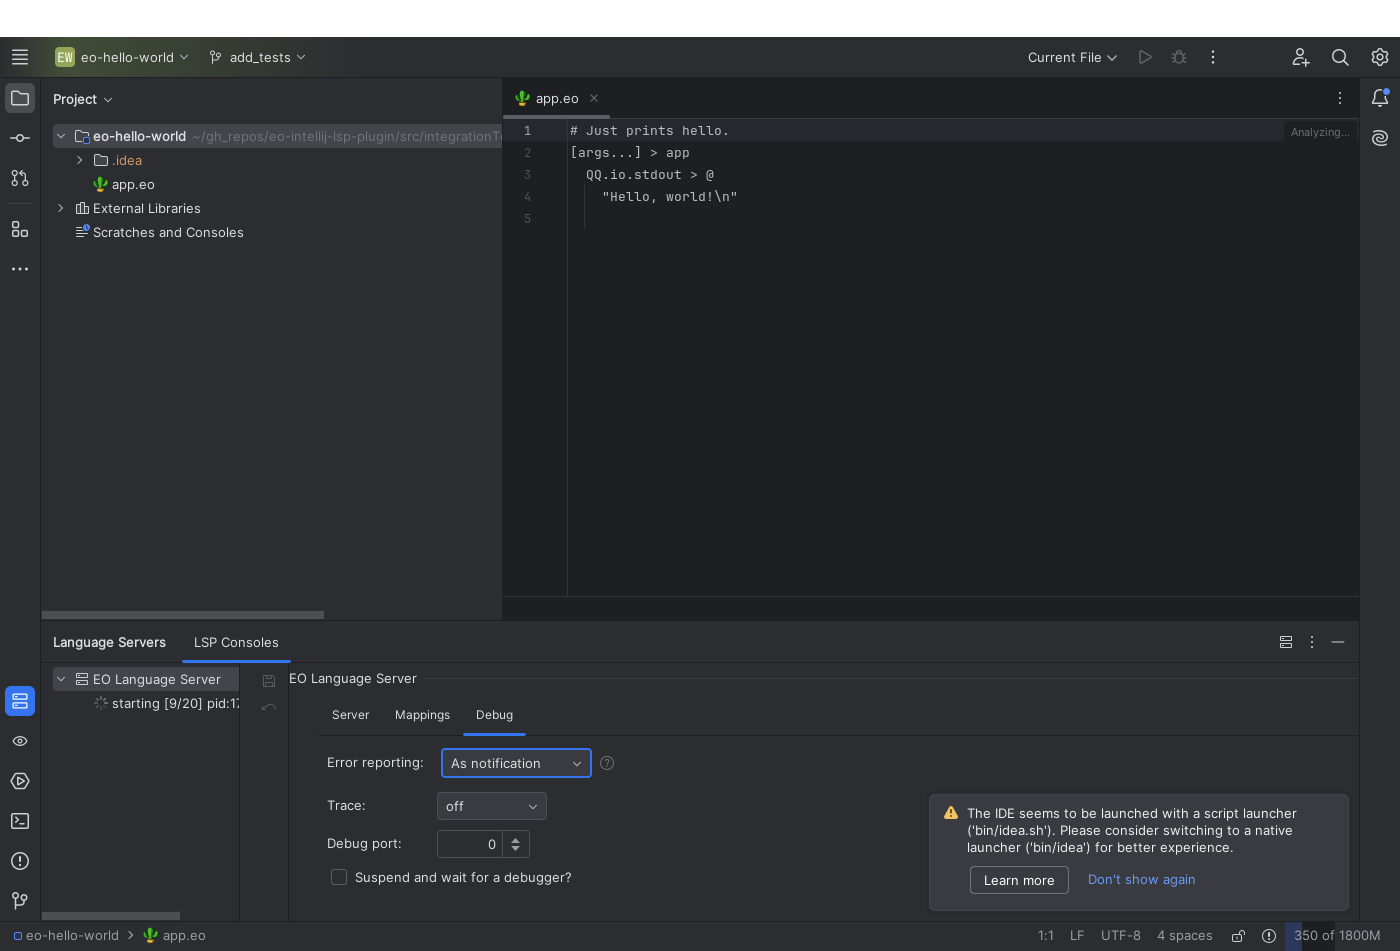 EW eo-hello-world add_tests Current File
Project
app.eo
eo-hello-world ~/gh_repos/eo-intellij-lsp-plugin/src/integrationTe
.idea
app.eo
External Libraries
Scratches and Consoles
1 # Just prints hello. Analyzing...
2 [args...] > app
3 QQ.io.stdout > @
4 "Hello, world!\n"
5
Language Servers LSP Consoles
EO Language Server
starting [9/20] pid:17
EO Language Server
Server Mappings Debug
Error reporting: As notification ?
Trace: off
Debug port: 0
Suspend and wait for a debugger?
The IDE seems to be launched with a script launcher
('bin/idea.sh'). Please consider switching to a native
launcher ('bin/idea') for better experience.
Learn more Don't show again
eo-hello-world app.eo 1:1 LF UTF-8 4 spaces 350 of 1800M